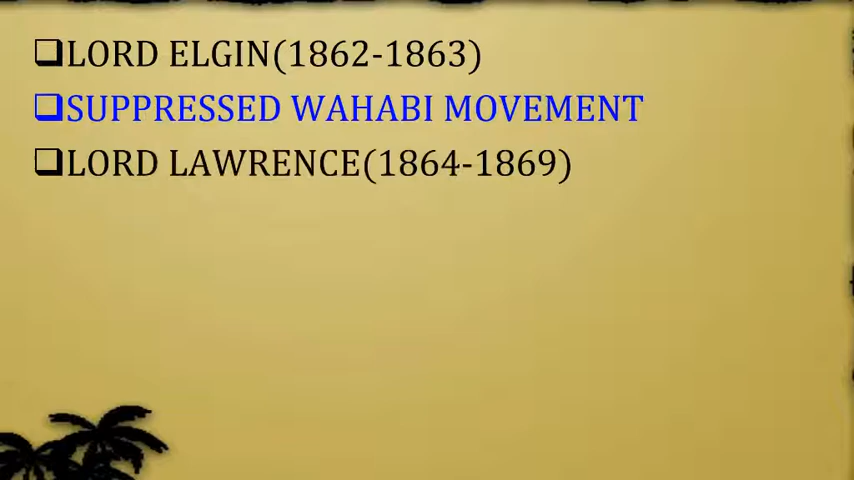 ❑LORD ELGIN(1862-1863)
❑SUPPRESSED WAHABI MOVEMENT
❑LORD LAWRENCE(1864-1869)